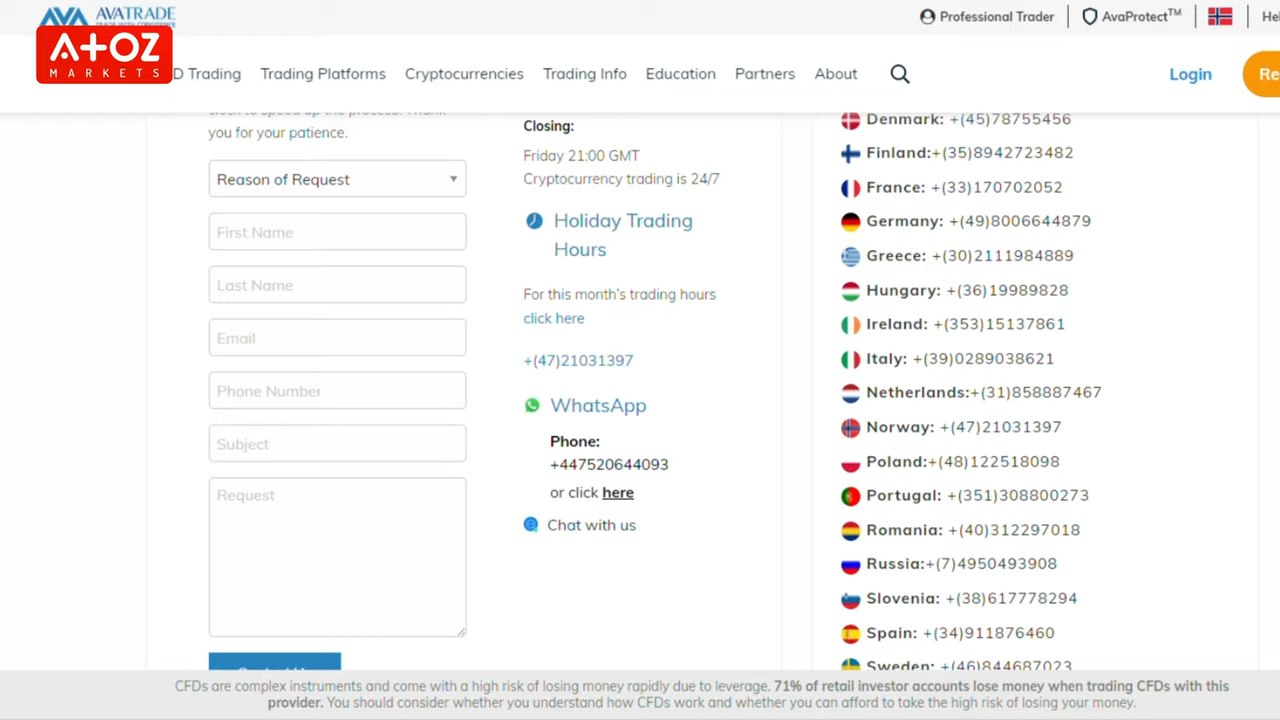 AVATRADE
TRADE WITH CONFIDENCE
Professional Trader
AvaProtect™
A+OZ
MARKETS
D Trading
Trading Platforms
Cryptocurrencies
Trading Info
Education
Partners
About
Login
you for your patience.
Reason of Request
First Name
Last Name
Email
Phone Number
Subject
Request
Closing:
Friday 21:00 GMT
Cryptocurrency trading is 24/7
Holiday Trading
Hours
For this month's trading hours
click here
+(47)21031397
WhatsApp
Phone:
+447520644093
or click here
Chat with us
Denmark: +(45)78755456
Finland:+(35)8942723482
France: +(33)170702052
Germany: +(49)8006644879
Greece: +(30)2111984889
Hungary: +(36)19989828
Ireland: +(353)15137861
Italy: +(39)0289038621
Netherlands:+(31)858887467
Norway: +(47)21031397
Poland:+(48)122518098
Portugal: +(351)308800273
Romania: +(40)312297018
Russia:+(7)4950493908
Slovenia: +(38)617778294
Spain: +(34)911876460
Sweden: +(46)844687023
CFDs are complex instruments and come with a high risk of losing money rapidly due to leverage. 71% of retail investor accounts lose money when trading CFDs with this
provider. You should consider whether you understand how CFDs work and whether you can afford to take the high risk of losing your money.